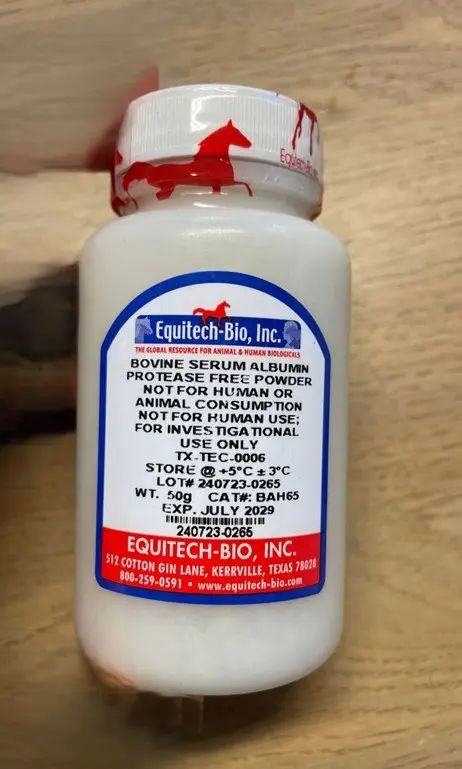 Equitech-Bio, Inc.
Equitech-Bio, Inc.
THE GLOBAL RESOURCE FOR ANIMAL & HUMAN BIOLOGICALS
BOVINE SERUM ALBUMIN
PROTEASE FREE POWDER
NOT FOR HUMAN OR
ANIMAL CONSUMPTION
NOT FOR HUMAN USE;
FOR INVESTIGATIONAL
USE ONLY
TX-TEC-0006
STORE @ +5°C ± 3°C
LOT# 240723-0265
WT. 50g CAT#: BAH65
EXP. JULY 2029
240723-0265
EQUITECH-BIO, INC.
512 COTTON GIN LANE, KERRVILLE, TEXAS 78028
800-259-0591 • www.equitech-bio.com